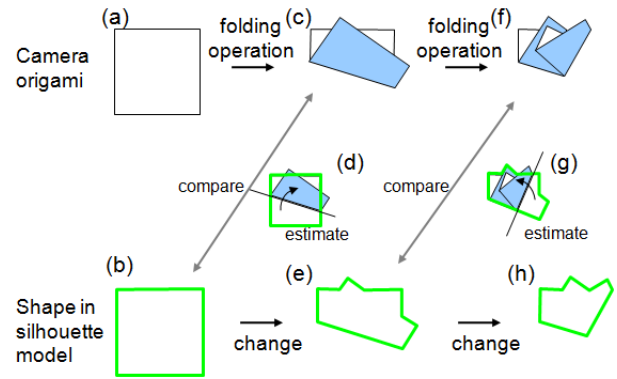 (a)
folding
operation
(c)
folding
operation
(f)
Camera
origami
compare
(d)
estimate
compare
(g)
estimate
(b)
(e)
(h)
Shape in
silhouette
model
change
change